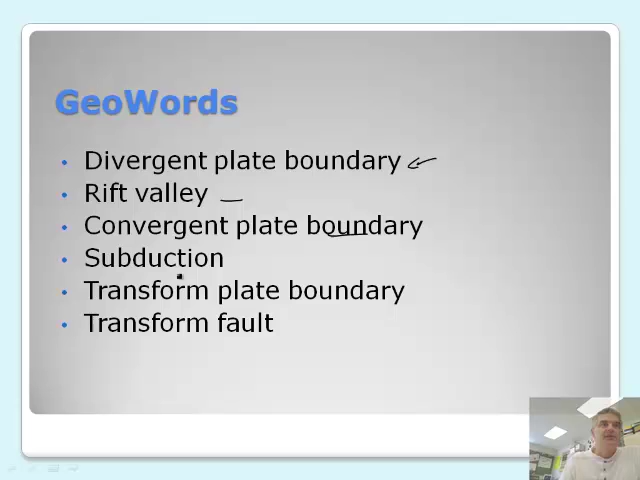 GeoWords
• Divergent plate boundary
• Rift valley
• Convergent plate boundary
• Subduction
• Transform plate boundary
• Transform fault